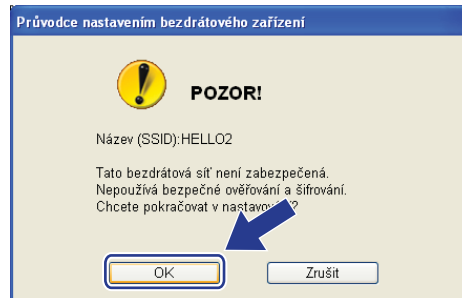 Průvodce nastavením bezdrátového zařízení
POZOR!
Název (SSID):HELLO2
Tato bezdrátová síť není zabezpečená.
Nepoužívá bezpečné ověřování a šifrování.
Chcete pokračovat v nastavování?
OK
Zrušit